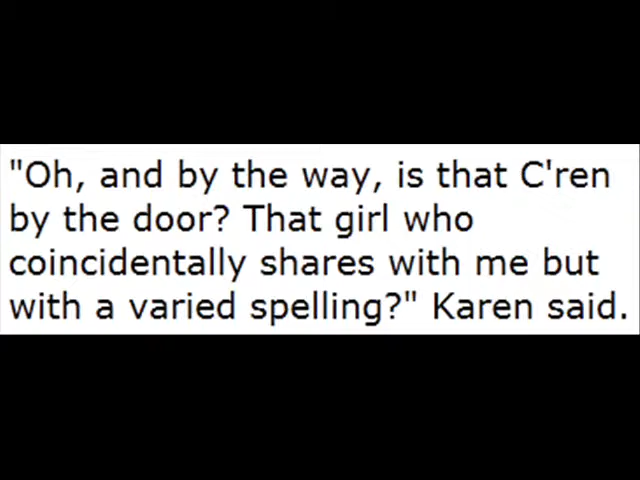 "Oh, and by the way, is that C'ren
by the door? That girl who
coincidentally shares with me but
with a varied spelling?" Karen said.